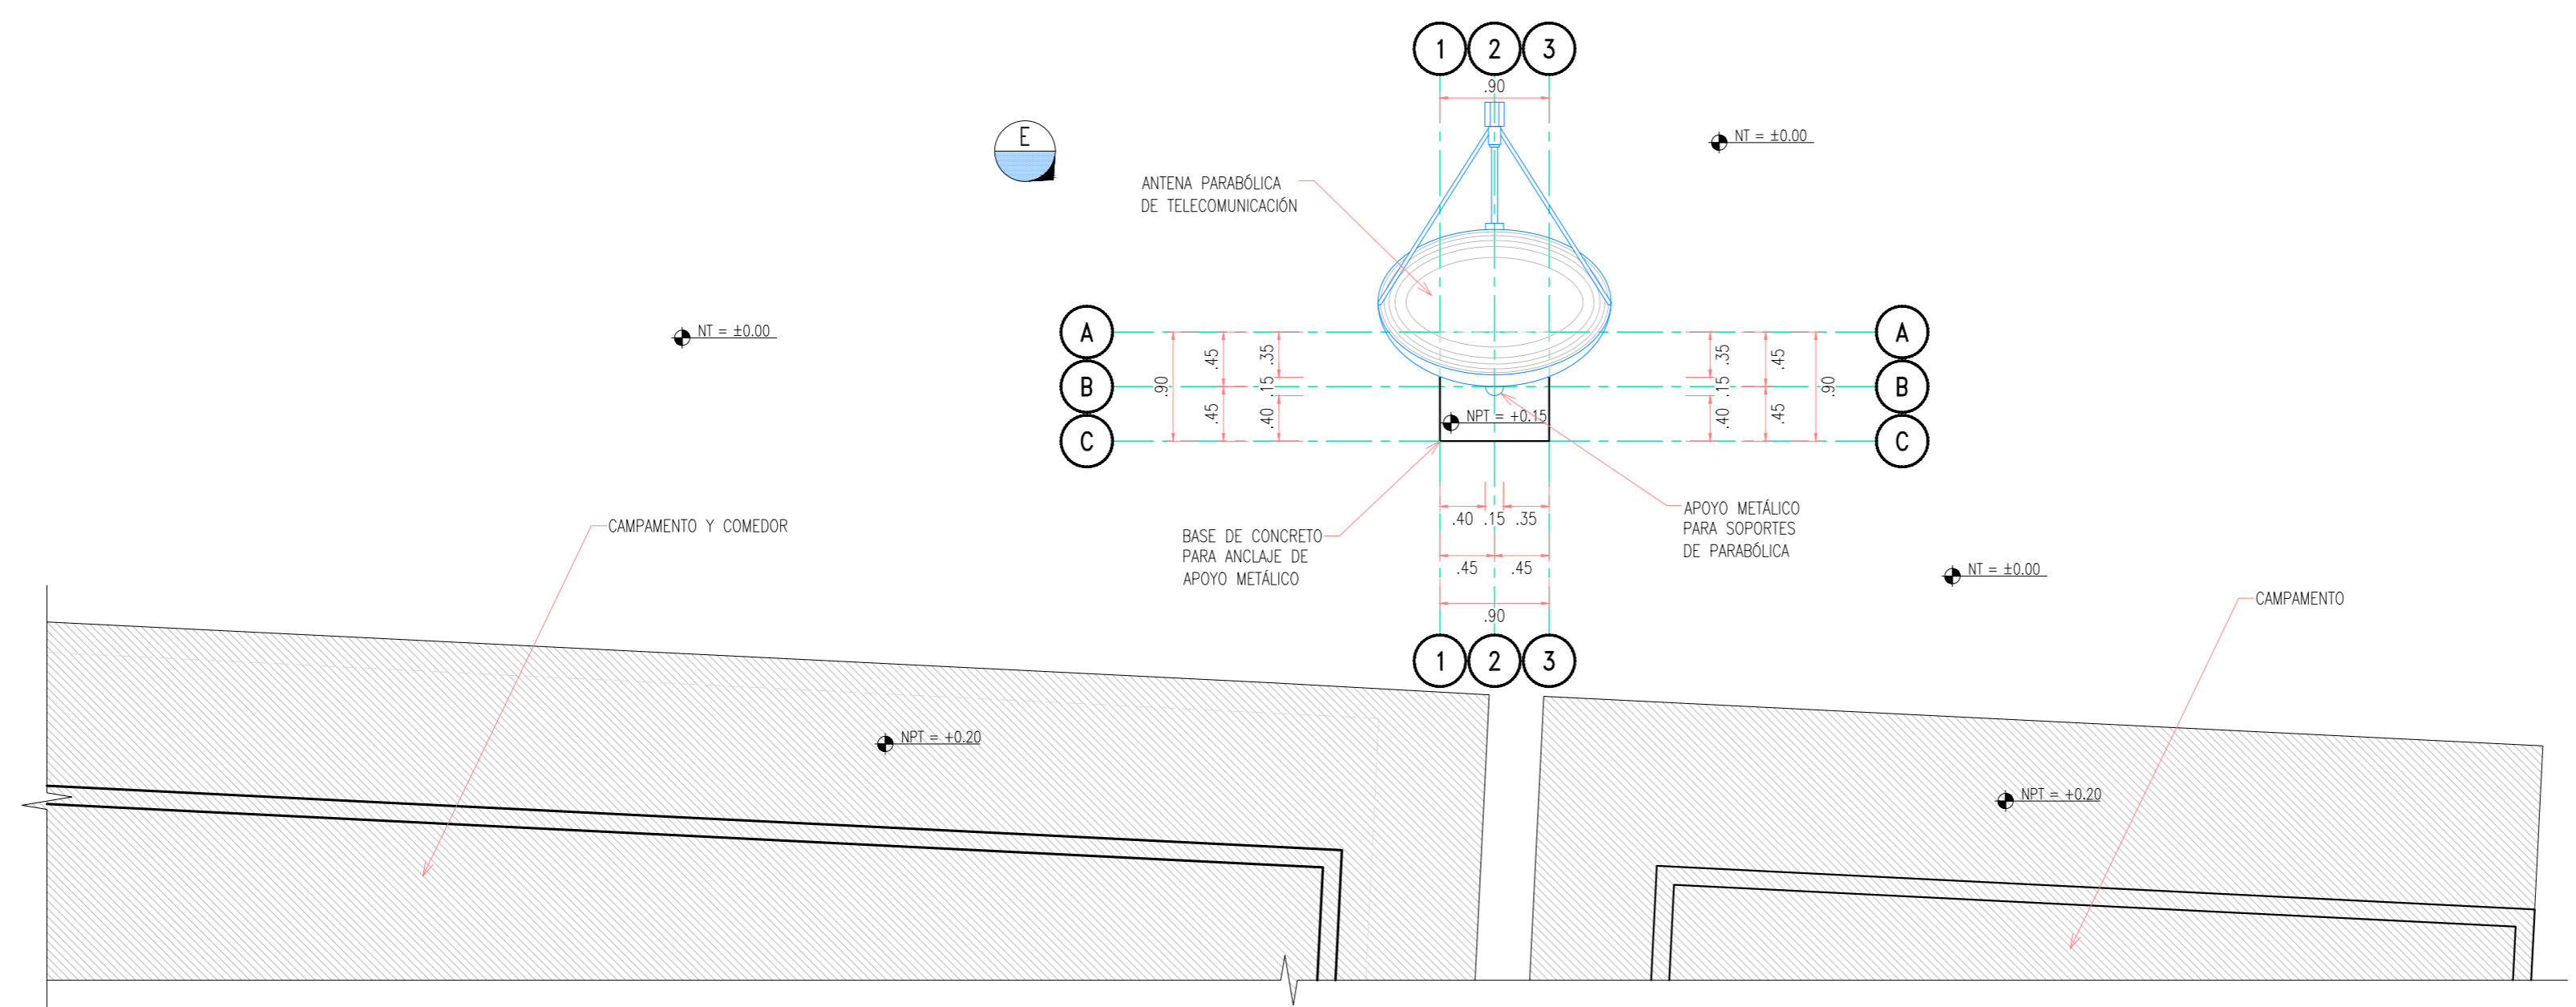 1 2 3
.90
E
NT = ±0.00
ANTENA PARABÓLICA
DE TELECOMUNICACIÓN
NT = ±0.00
A
A
.45
.35
.35
.45
.90
.15
.15
.90
B
B
.45
.40
NPT = +0.15
.40
.45
C
C
CAMPAMENTO Y COMEDOR
BASE DE CONCRETO
PARA ANCLAJE DE
APOYO METÁLICO
.40 .15 .35
.45 .45
.90
APOYO METÁLICO
PARA SOPORTES
DE PARABÓLICA
NT = ±0.00
CAMPAMENTO
1 2 3
NPT = +0.20
NPT = +0.20